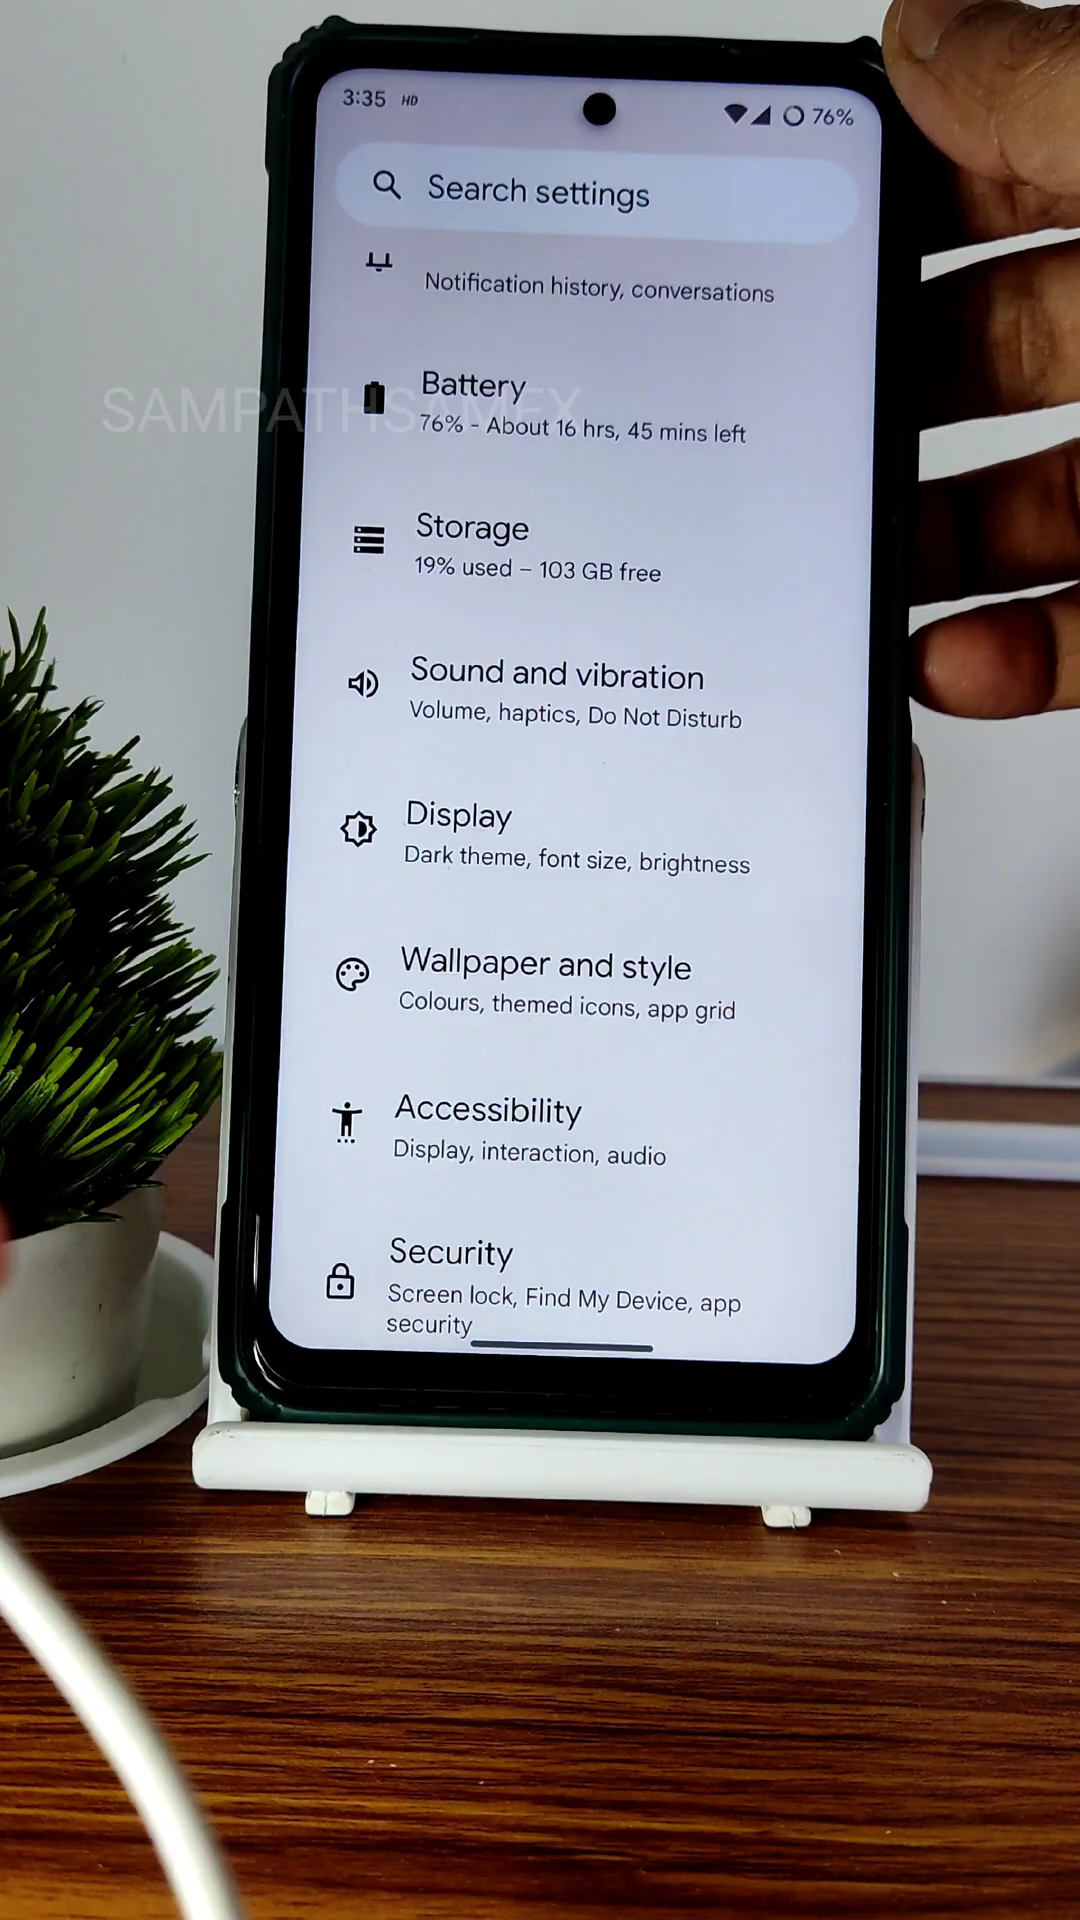 3:35 HD 76%
Search settings
Notification history, conversations
SAMPATHSAMEX
Battery
76% - About 16 hrs, 45 mins left
Storage
19% used – 103 GB free
Sound and vibration
Volume, haptics, Do Not Disturb
Display
Dark theme, font size, brightness
Wallpaper and style
Colours, themed icons, app grid
Accessibility
Display, interaction, audio
Security
Screen lock, Find My Device, app
security